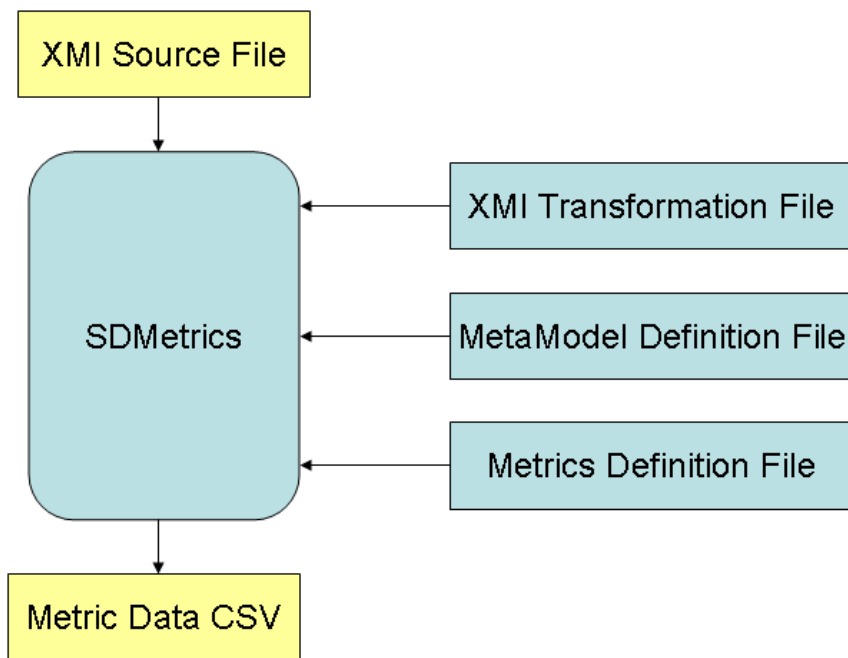 XMI Source File
XMI Transformation File
SDMetrics
MetaModel Definition File
Metrics Definition File
Metric Data CSV